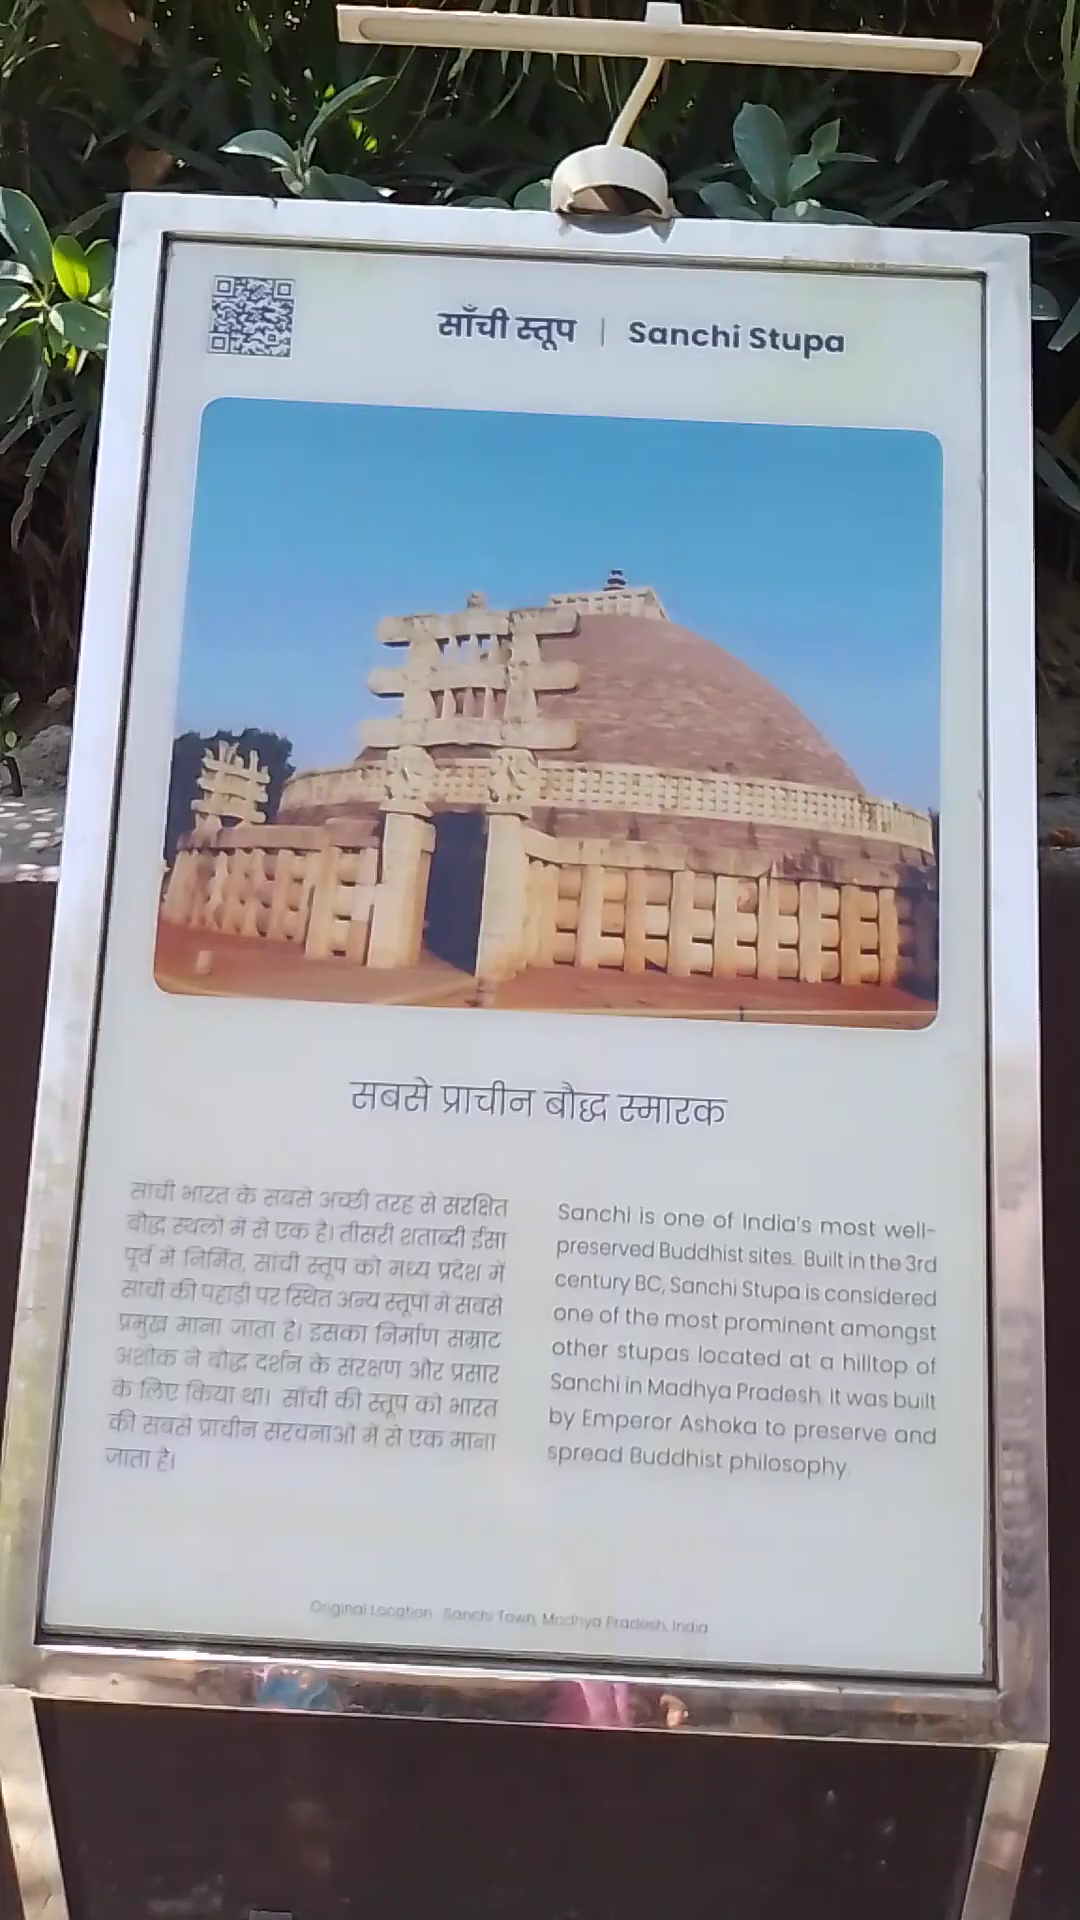 साँची स्तूप | Sanchi Stupa
सबसे प्राचीन बौद्ध स्मारक
सांची भारत के सबसे अच्छी तरह से संरक्षित
बौद्ध स्थलों में से एक है। तीसरी शताब्दी ईसा
पूर्व में निर्मित, सांची स्तूप को मध्य प्रदेश में
सांची की पहाड़ी पर स्थित अन्य स्तूपों में सबसे
प्रमुख माना जाता है। इसका निर्माण सम्राट
अशोक ने बौद्ध दर्शन के संरक्षण और प्रसार
के लिए किया था। साँची की स्तूप को भारत
की सबसे प्राचीन संरचनाओं में से एक माना
जाता है।
Sanchi is one of India's most well-
preserved Buddhist sites. Built in the 3rd
century BC, Sanchi Stupa is considered
one of the most prominent amongst
other stupas located at a hilltop of
Sanchi in Madhya Pradesh. It was built
by Emperor Ashoka to preserve and
spread Buddhist philosophy.
Original Location : Sanchi Town, Madhya Pradesh, India